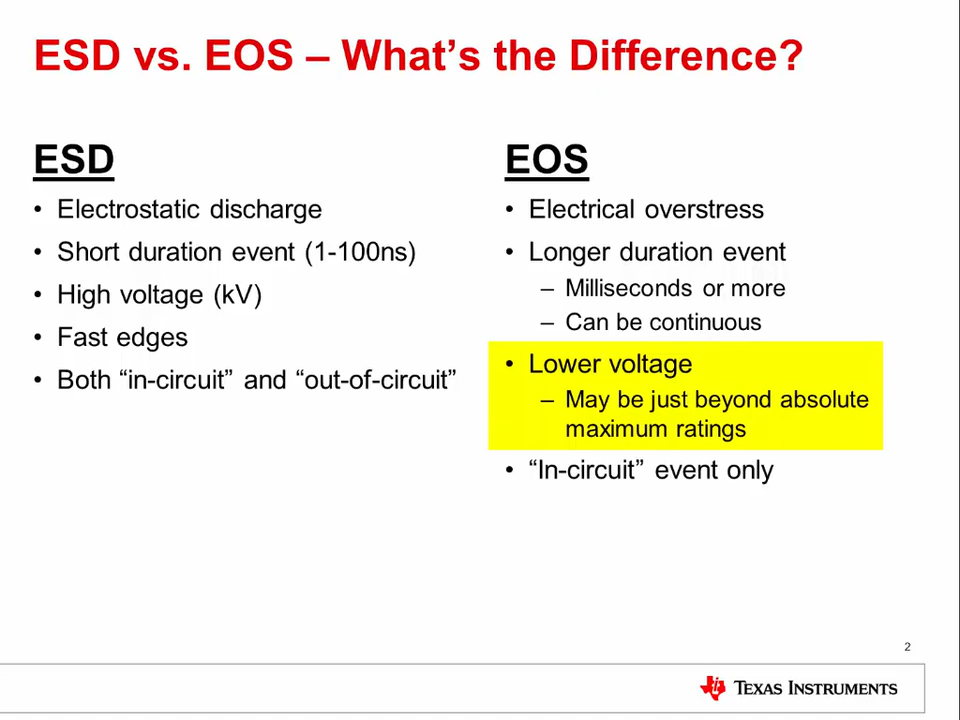 ESD vs. EOS – What's the Difference?
ESD
• Electrostatic discharge
• Short duration event (1-100ns)
• High voltage (kV)
• Fast edges
• Both “in-circuit” and “out-of-circuit”
EOS
• Electrical overstress
• Longer duration event
– Milliseconds or more
– Can be continuous
• Lower voltage
– May be just beyond absolute
maximum ratings
• “In-circuit” event only
2
TEXAS INSTRUMENTS